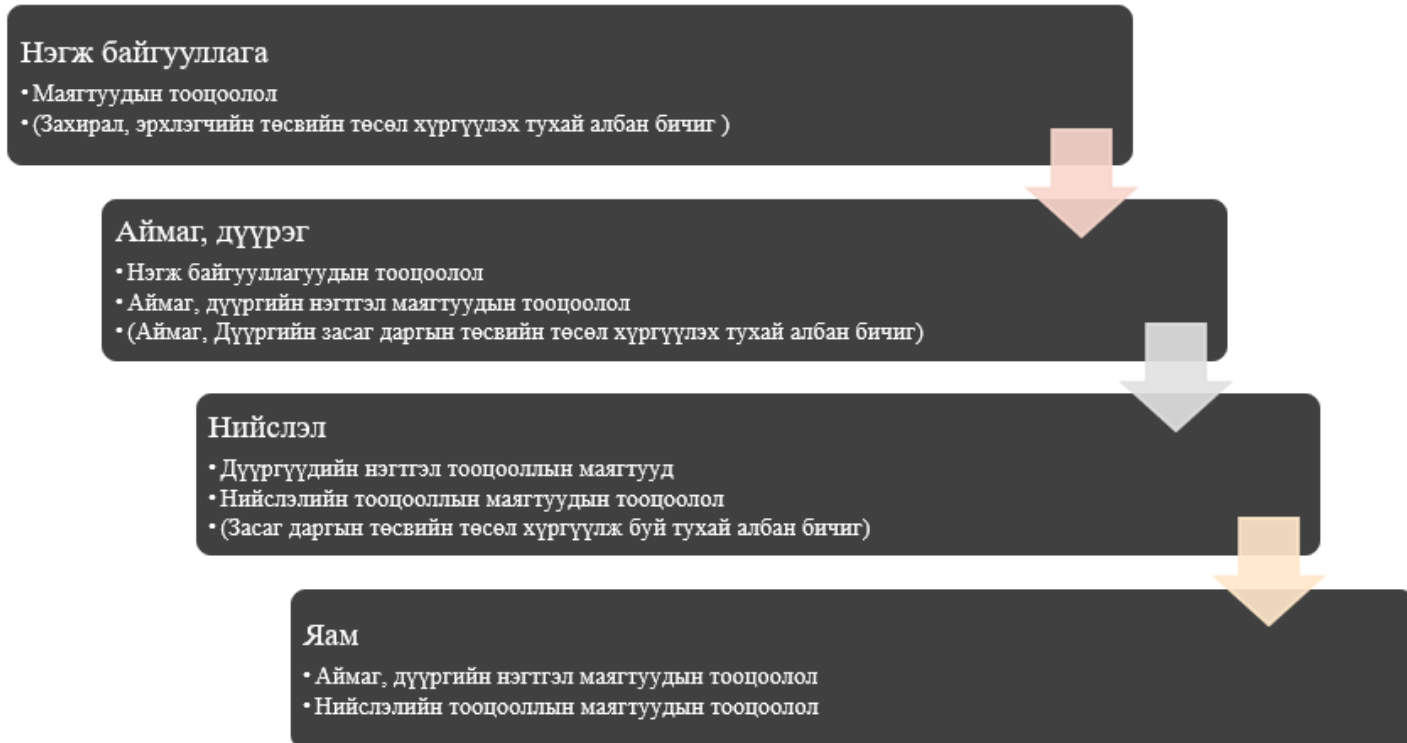 Нэгж байгууллага
• Маягтуудын тооцоолол
• (Захирал, эрхлэгчийн төсвийн төсөл хүргүүлэх тухай албан бичиг )
Аймаг, дүүрэг
• Нэгж байгууллагуудын тооцоолол
• Аймаг, дүүргийн нэгтгэл маягтуудын тооцоолол
• (Аймаг, Дүүргийн засаг даргын төсвийн төсөл хүргүүлэх тухай албан бичиг)
Нийслэл
• Дүүргүүдийн нэгтгэл тооцооллын маягтууд
• Нийслэлийн тооцооллын маягтуудын тооцоолол
• (Засаг даргын төсвийн төсөл хүргүүлж буй тухай албан бичиг)
Яам
• Аймаг, дүүргийн нэгтгэл маягтуудын тооцоолол
• Нийслэлийн тооцооллын маягтуудын тооцоолол